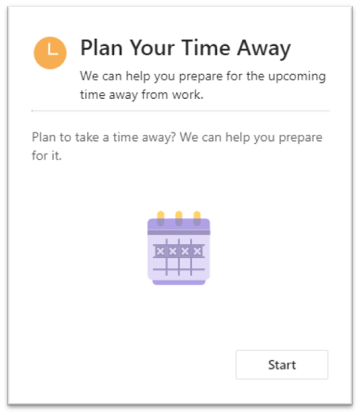 Plan Your Time Away
We can help you prepare for the upcoming
time away from work.
Plan to take a time away? We can help you prepare
for it.
Start